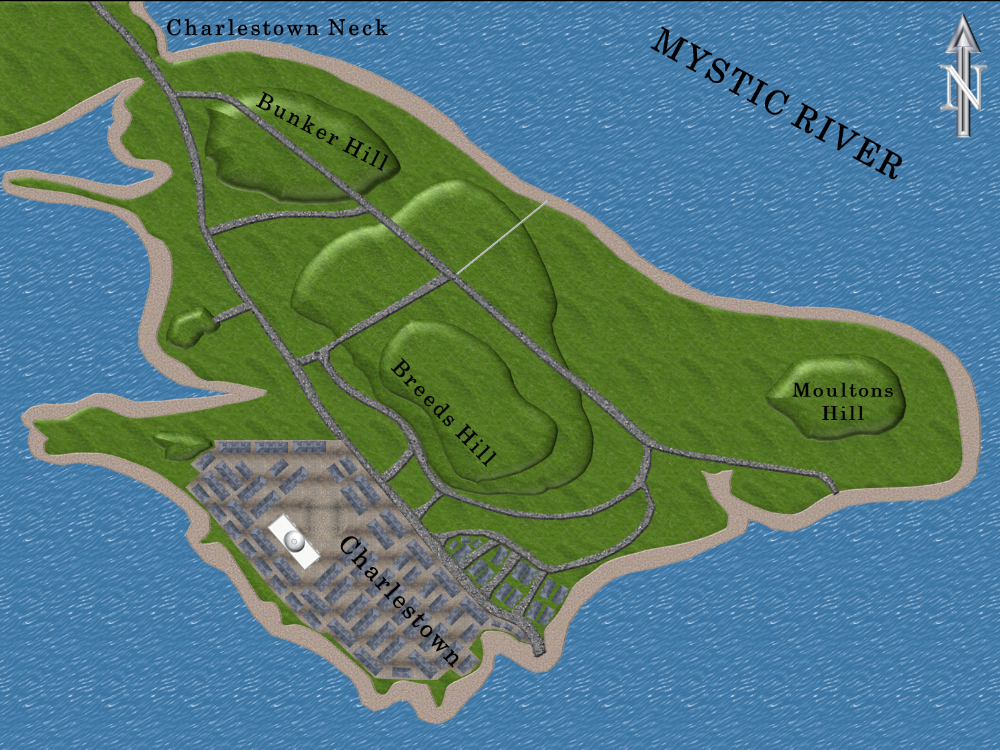 Charlestown Neck
MYSTIC RIVER
N
Bunker Hill
Breeds Hill
Moultons
Hill
Charlestown